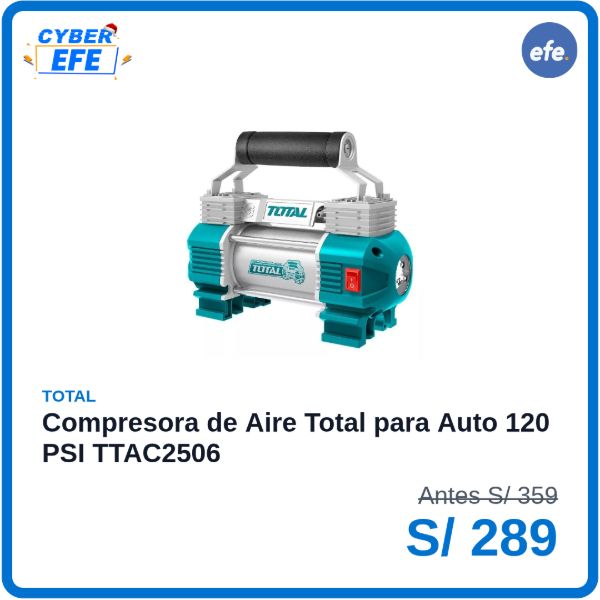 CYBER
EFE
efe.
TOTAL
TOTAL
TOTAL
Compresora de Aire Total para Auto 120
PSI TTAC2506
Antes S/ 359
S/ 289